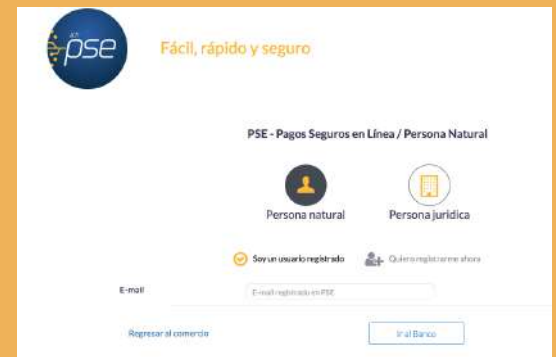 pse
Fácil, rápido y seguro
PSE - Pagos Seguros en Línea / Persona Natural
Persona natural
Persona jurídica
Soy un usuario registrado
Quiero registrarme ahora
E-mail
E-mail registrado en PSE
Regresar al comercio
Ir al Banco